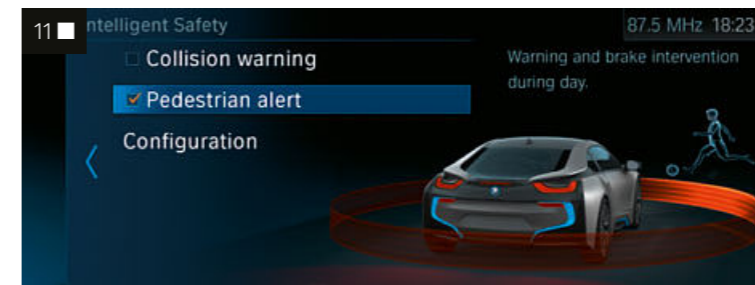 11 ■
ntelligent Safety
87.5 MHz 18:23
Collision warning
Pedestrian alert
Configuration
Warning and brake intervention
during day.